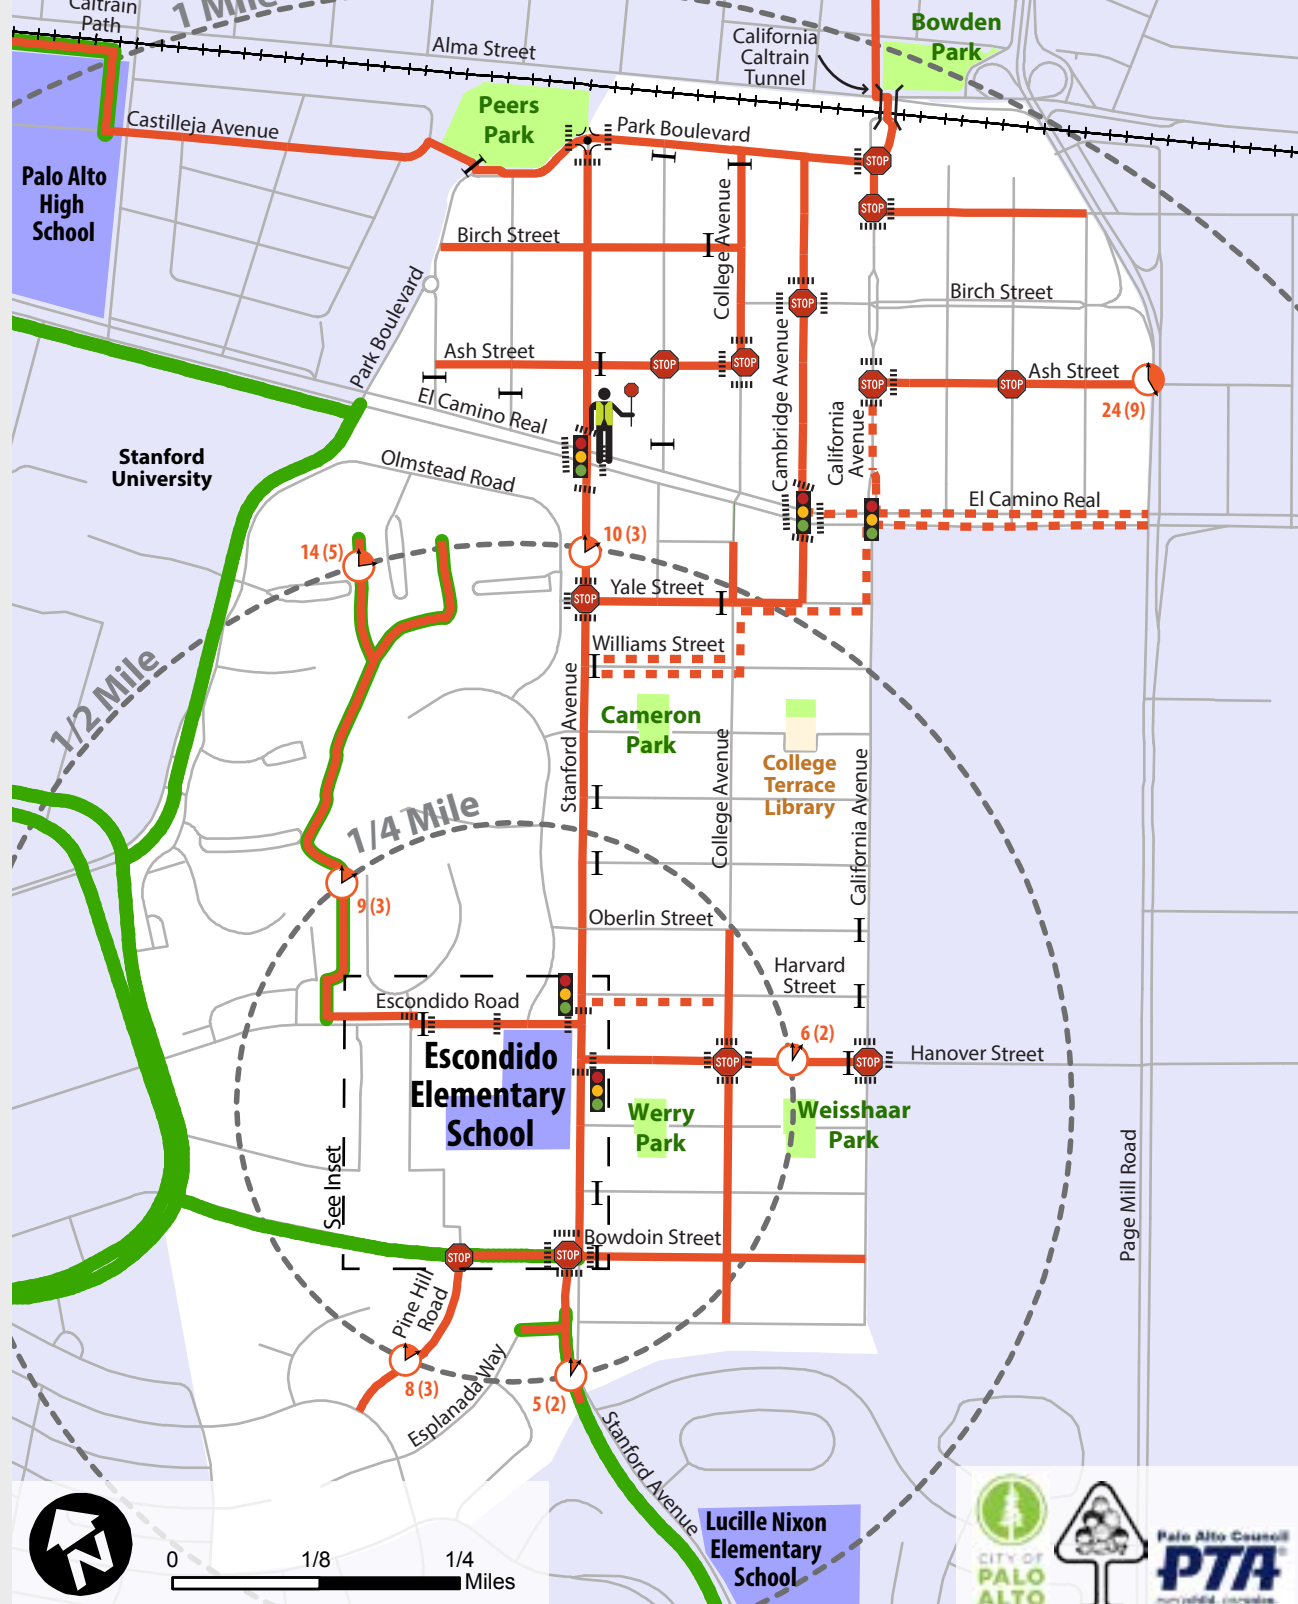 Caltrain
Path
1 Mile
Alma Street
California
Caltrain
Tunnel
Bowden
Park
Peers
Park
Park Boulevard
Castilleja Avenue
STOP
Palo Alto
High
School
STOP
Birch Street
College Avenue
Park Boulevard
Birch Street
STOP
Ash Street
STOP
STOP
Cambridge Avenue
STOP
STOP
Ash Street
24 (9)
El Camino Real
California
Avenue
Stanford
University
Olmstead Road
El Camino Real
14 (5)
10 (3)
Yale Street
STOP
Williams Street
1/2 Mile
Stanford Avenue
Cameron
Park
College Avenue
College
Terrace
Library
California Avenue
1/4 Mile
9 (3)
Oberlin Street
Harvard
Street
Escondido Road
6 (2)
Escondido
Elementary
School
STOP
STOP
Hanover Street
Werry
Park
Weisshaar
Park
See Inset
Page Mill Road
STOP
STOP
Bowdoin Street
Pine Hill
Road
8 (3)
Esplanada Way
5 (2)
Stanford Avenue
Lucille Nixon
Elementary
School
N
0 1/8 1/4
Miles
CITY OF
PALO
ALTO
Palo Alto Council
PTA